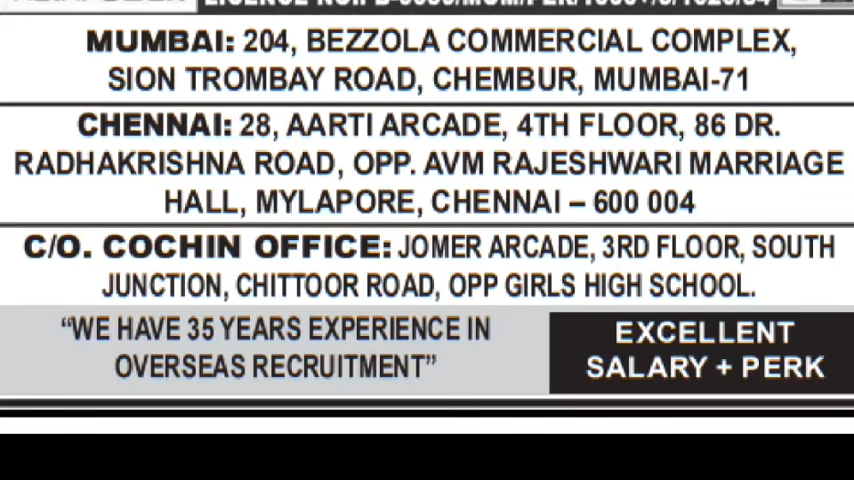 MUMBAI: 204, BEZZOLA COMMERCIAL COMPLEX,
SION TROMBAY ROAD, CHEMBUR, MUMBAI-71
CHENNAI: 28, AARTI ARCADE, 4TH FLOOR, 86 DR.
RADHAKRISHNA ROAD, OPP. AVM RAJESHWARI MARRIAGE
HALL, MYLAPORE, CHENNAI – 600 004
C/O. COCHIN OFFICE: JOMER ARCADE, 3RD FLOOR, SOUTH
JUNCTION, CHITTOOR ROAD, OPP GIRLS HIGH SCHOOL.
“WE HAVE 35 YEARS EXPERIENCE IN
OVERSEAS RECRUITMENT”
EXCELLENT
SALARY + PERK